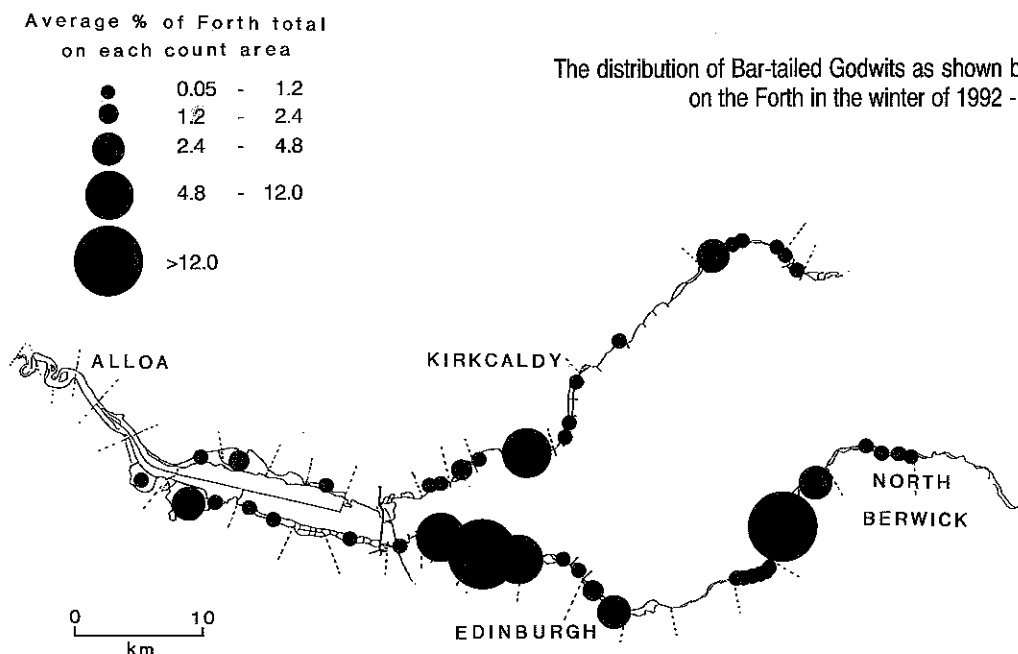 Average % of Forth total
on each count area
0.05 - 1.2
1.2 - 2.4
2.4 - 4.8
4.8 - 12.0
>12.0
The distribution of Bar-tailed Godwits as shown b
on the Forth in the winter of 1992 -
ALLOA
KIRKCALDY
NORTH
BERWICK
EDINBURGH
0 10
km